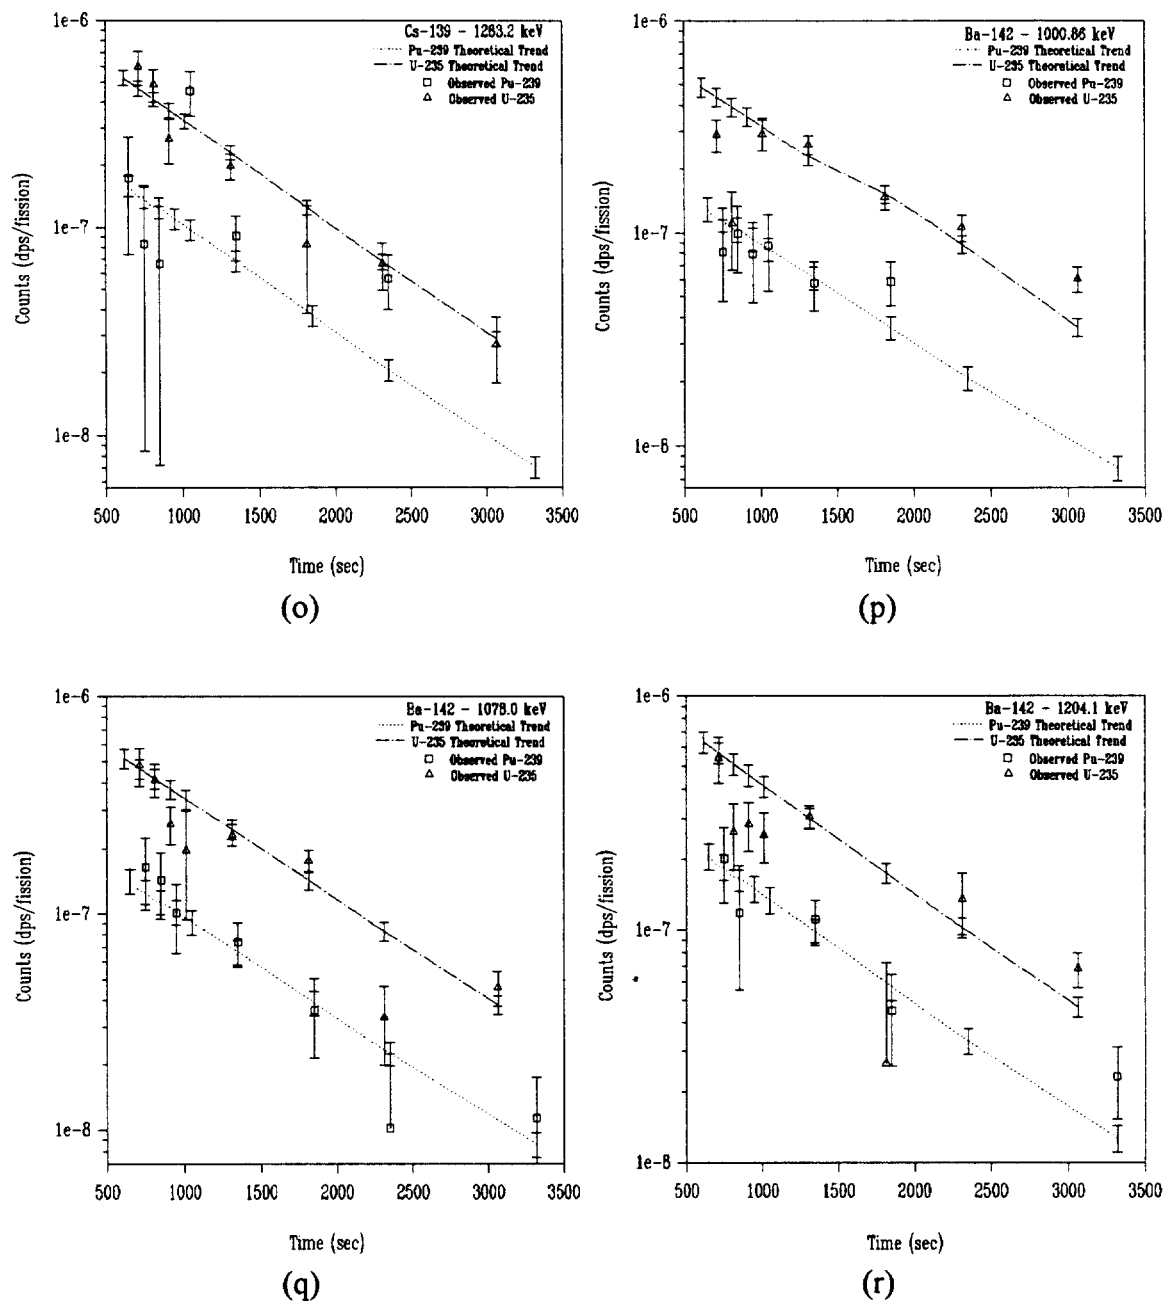 1e-6
1e-7
1e-8
Counts (dps/fission)
Cs-139 - 1283.2 keV
Pu-239 Theoretical Trend
U-235 Theoretical Trend
Observed Pu-239
Observed U-235
500 1000 1500 2000 2500 3000 3500
Time (sec)
(o)
1e-6
1e-7
1e-8
Counts (dps/fission)
Ba-142 - 1000.86 keV
Pu-239 Theoretical Trend
U-235 Theoretical Trend
Observed Pu-239
Observed U-235
500 1000 1500 2000 2500 3000 3500
Time (sec)
(p)
1e-6
1e-7
1e-8
Counts (dps/fission)
Ba-142 - 1078.0 keV
Pu-239 Theoretical Trend
U-235 Theoretical Trend
Observed Pu-239
Observed U-235
500 1000 1500 2000 2500 3000 3500
Time (sec)
(q)
1e-6
1e-7
1e-8
Counts (dps/fission)
Ba-142 - 1204.1 keV
Pu-239 Theoretical Trend
U-235 Theoretical Trend
Observed Pu-239
Observed U-235
500 1000 1500 2000 2500 3000 3500
Time (sec)
(r)